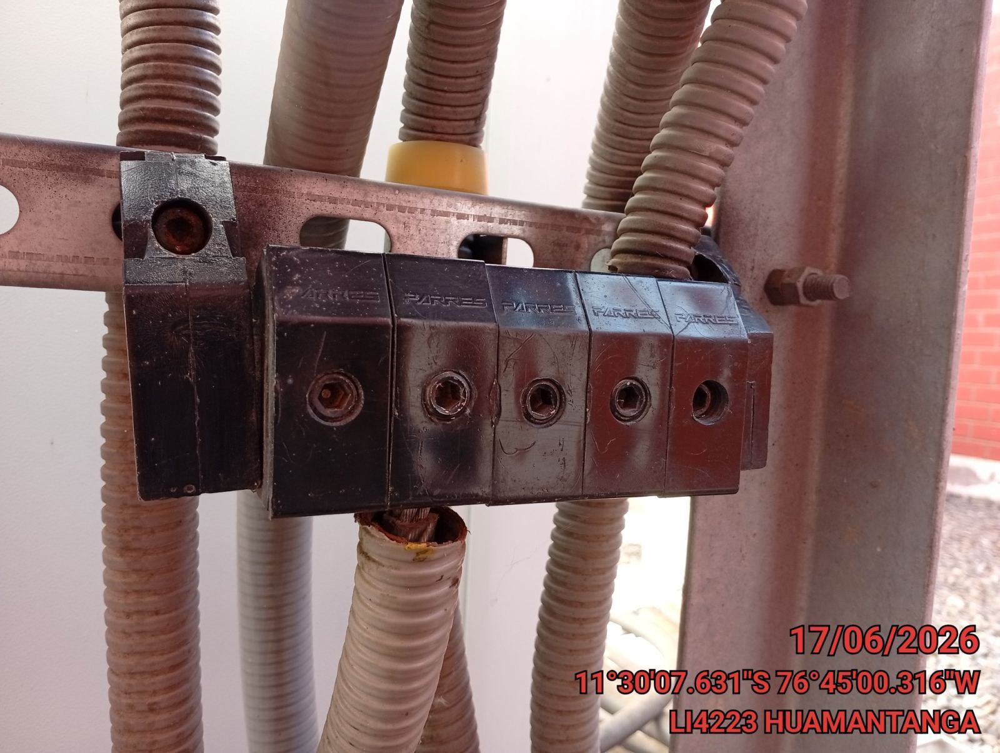 PARRES
PARRES
PARRES
PARRES
PARRES
17/06/2026
11°30'07.631"S 76°45'00.316"W
LI4223 HUAMANTANGA